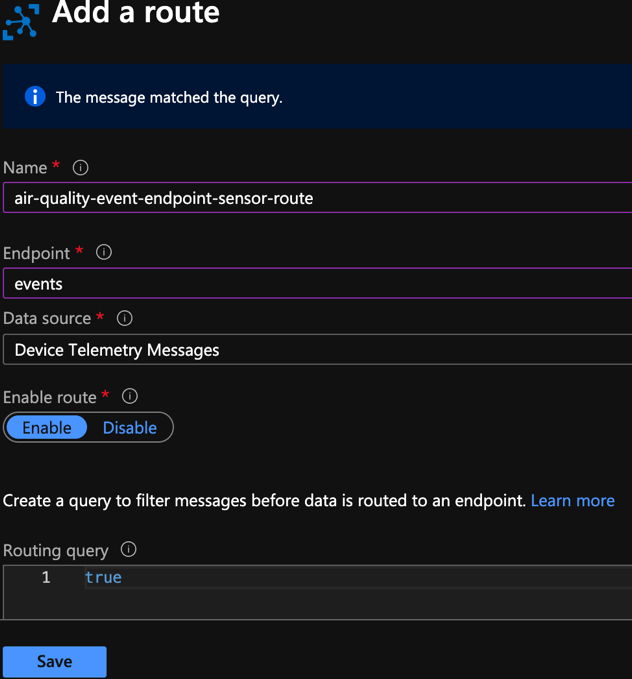 Add a route
The message matched the query.
Name *
air-quality-event-endpoint-sensor-route
Endpoint *
events
Data source *
Device Telemetry Messages
Enable route *
Enable Disable
Create a query to filter messages before data is routed to an endpoint. Learn more
Routing query
1 true
Save